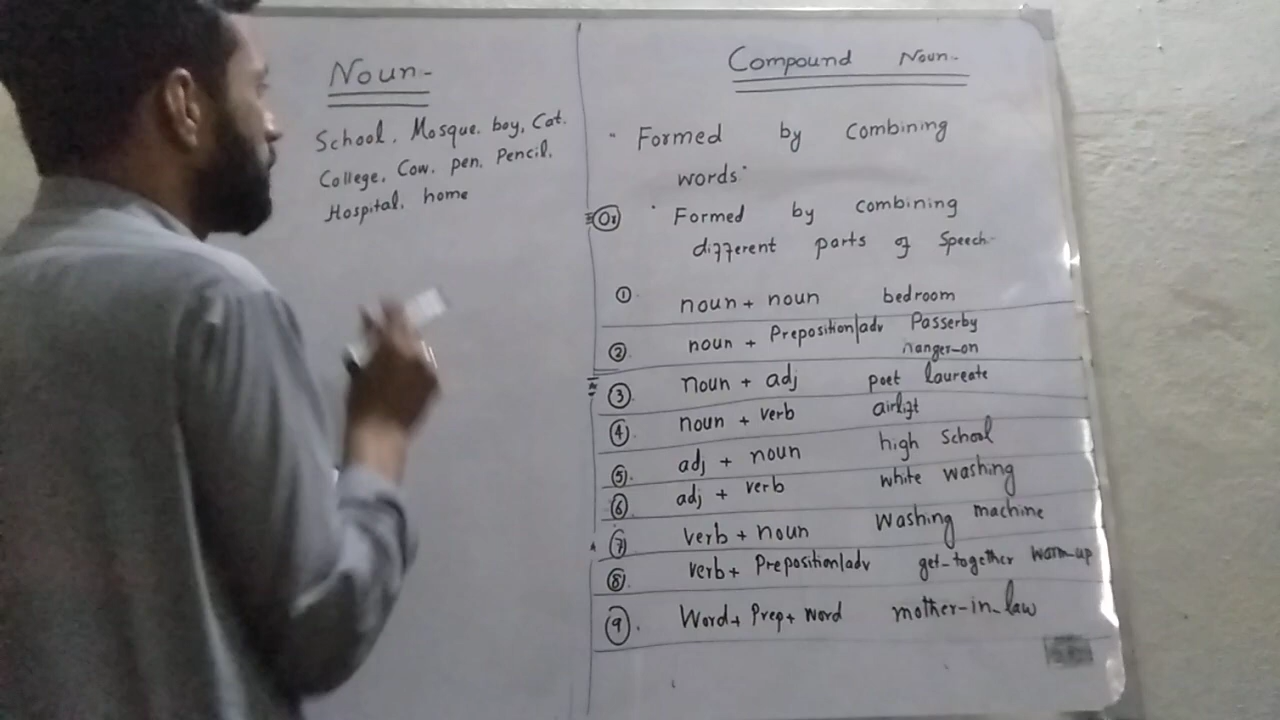 Noun-
School, Mosque. boy, Cat.
College, Cow. pen. Pencil.
Hospital. home
Compound Noun-
" Formed by Combining
words"
Or " Formed by combining
different parts of Speech-
1. noun + noun bedroom
2. noun + Preposition/adv Passerby
hanger-on
3. noun + adj poet laureate
4. noun + verb airlift
5. adj + noun high School
6. adj + verb white washing
7. verb + noun Washing machine
8. verb + Preposition/adv get-together warm-up
9. Word+ Prep+ word mother-in-law